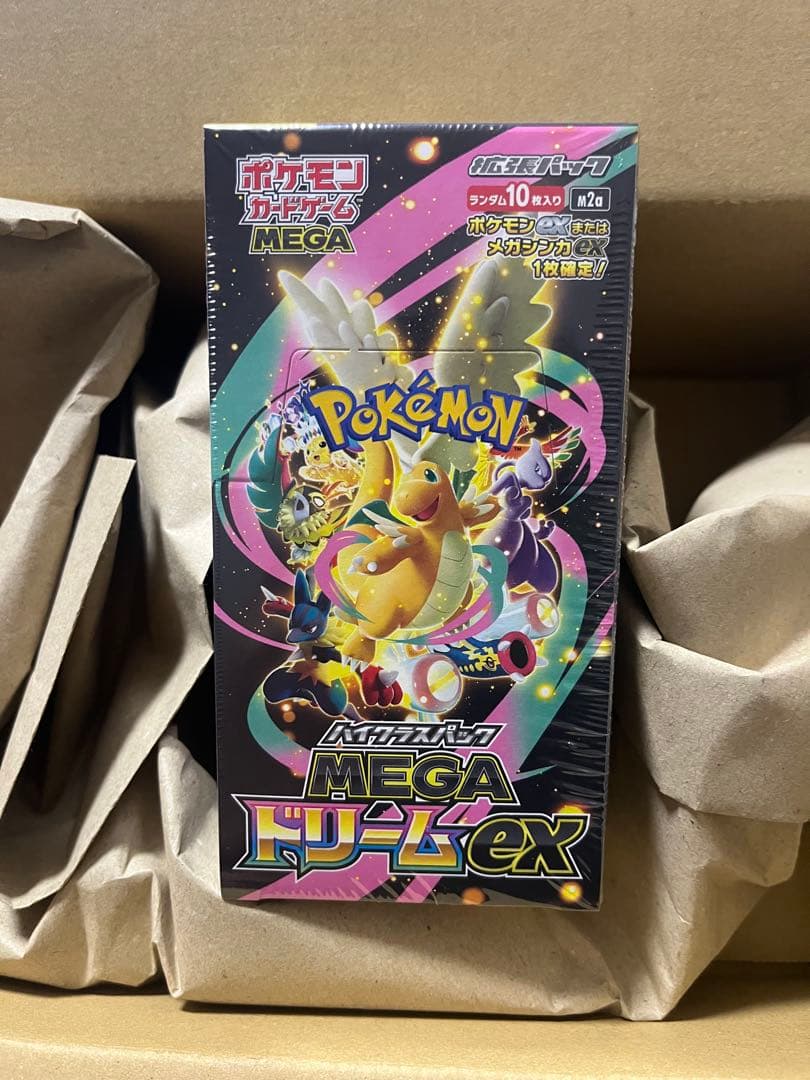 ポケモン
カードゲーム
MEGA
拡張パック
ランダム10枚入り M2a
ポケモンexまたは
メガシンカex
1枚確定!
Pokémon
ハイクラスパック
MEGA
ドリームex